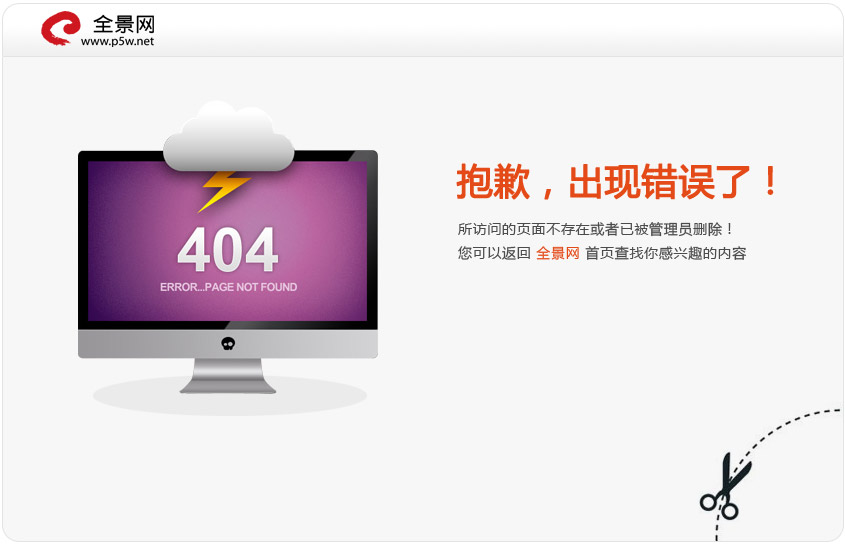 全景网
www.p5w.net
404
ERROR...PAGE NOT FOUND
抱歉，出现错误了！
所访问的页面不存在或者已被管理员删除！
您可以返回 全景网 首页查找你感兴趣的内容